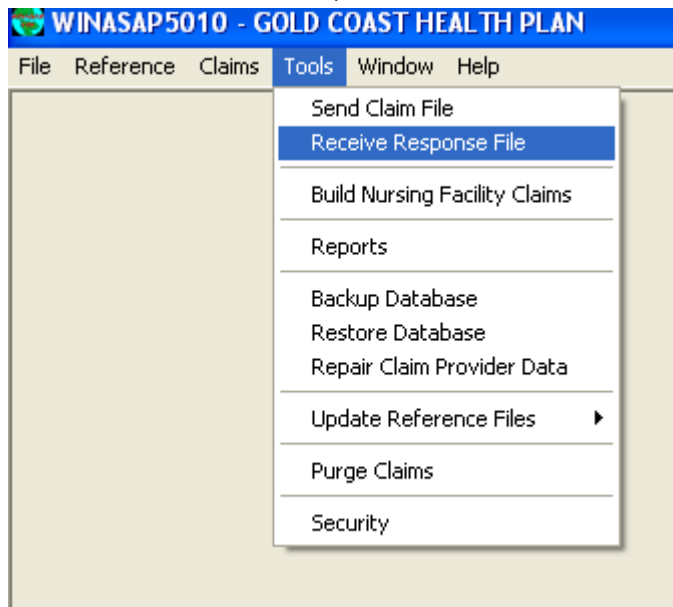 WINASAP5010 - GOLD COAST HEALTH PLAN
File Reference Claims Tools Window Help
Send Claim File
Receive Response File
Build Nursing Facility Claims
Reports
Backup Database
Restore Database
Repair Claim Provider Data
Update Reference Files
Purge Claims
Security